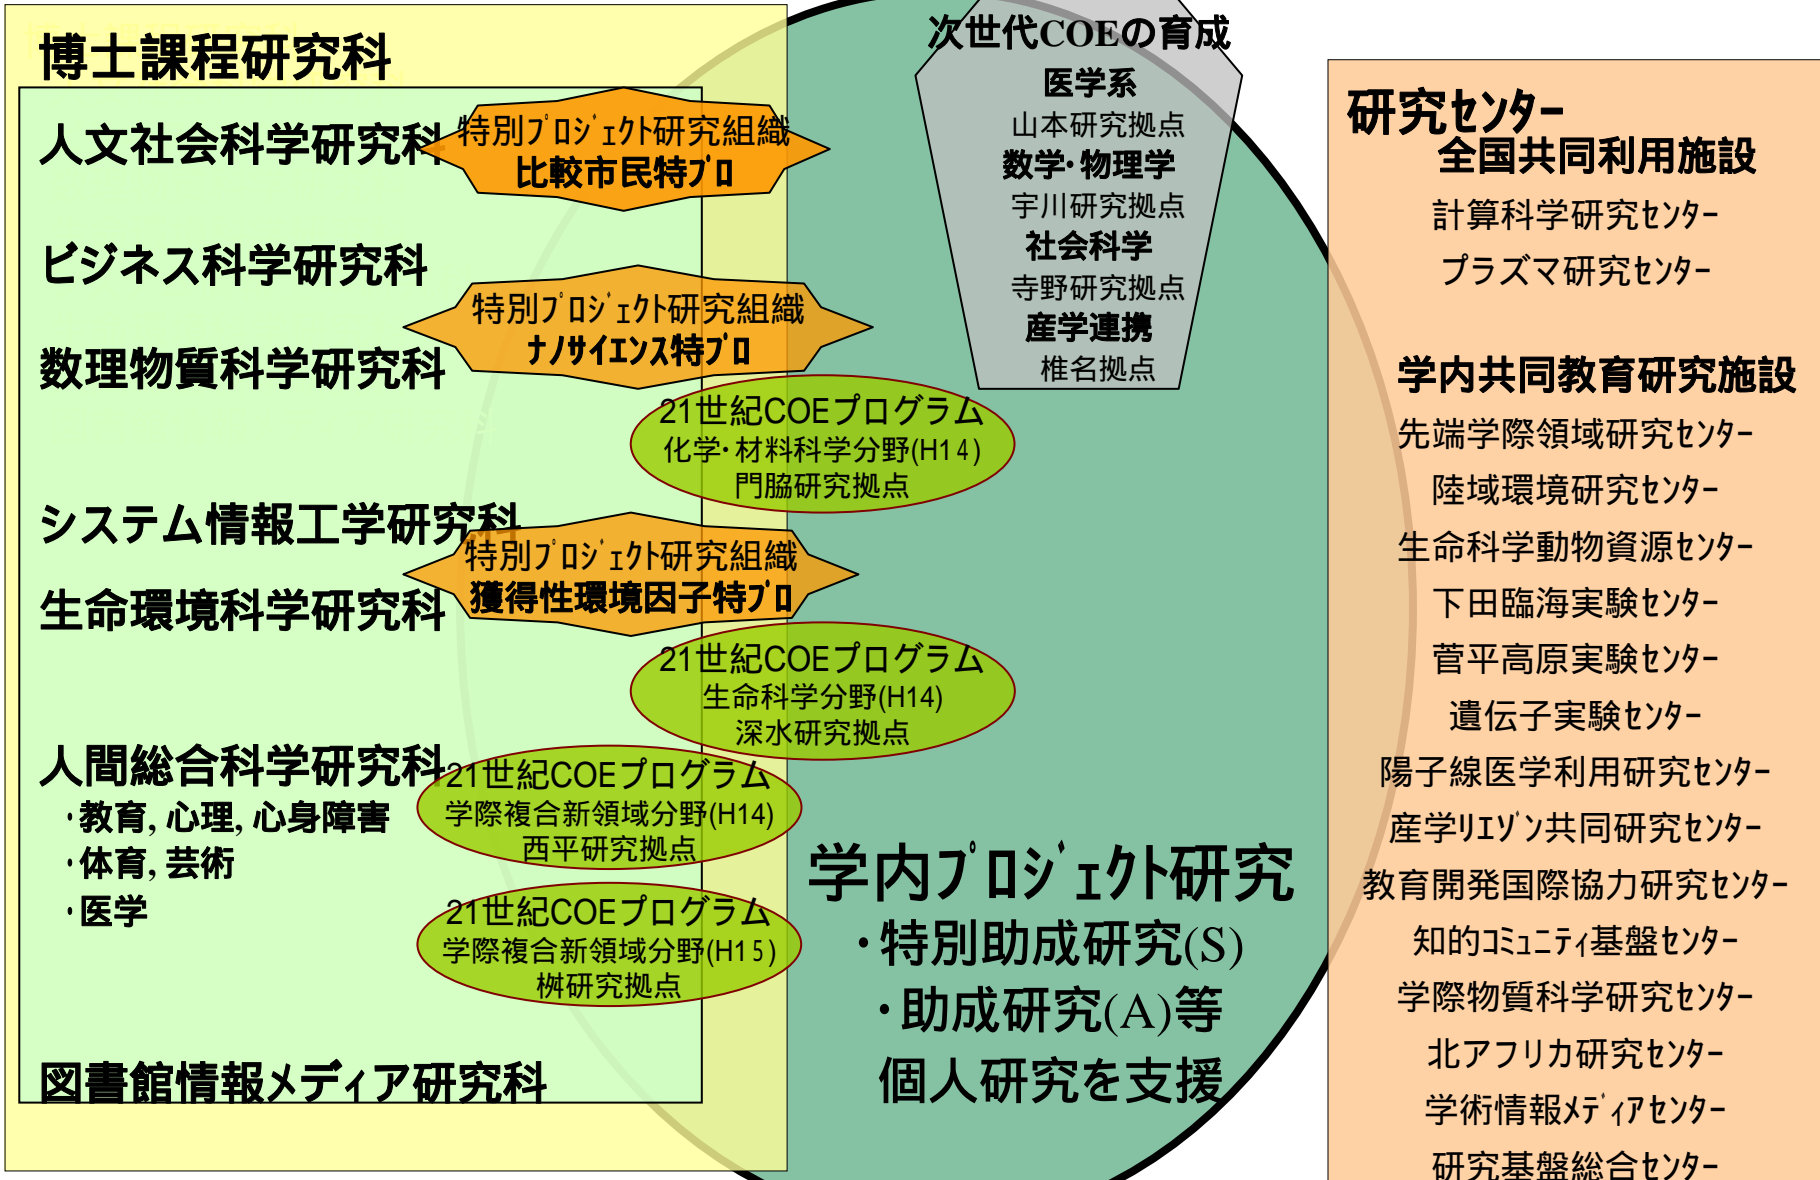 博士課程研究科
人文社会科学研究科
ビジネス科学研究科
数理物質科学研究科
システム情報工学研究科
生命環境科学研究科
人間総合科学研究科
・教育, 心理, 心身障害
・体育, 芸術
・医学
図書館情報メディア研究科
特別ﾌﾟﾛｼﾞｪｸﾄ研究組織
比較市民特ﾌﾟﾛ
特別ﾌﾟﾛｼﾞｪｸﾄ研究組織
ﾅﾉｻｲｴﾝｽ特ﾌﾟﾛ
21世紀COEプログラム
化学・材料科学分野(H1４)
門脇研究拠点
特別ﾌﾟﾛｼﾞｪｸﾄ研究組織
獲得性環境因子特ﾌﾟﾛ
21世紀COEプログラム
生命科学分野(H14)
深水研究拠点
21世紀COEプログラム
学際複合新領域分野(H14)
西平研究拠点
21世紀COEプログラム
学際複合新領域分野(H1５)
桝研究拠点
次世代COEの育成
医学系
山本研究拠点
数学・物理学
宇川研究拠点
社会科学
寺野研究拠点
産学連携
椎名拠点
学内ﾌﾟﾛｼﾞｪｸﾄ研究
・特別助成研究(S)
・助成研究(A)等
個人研究を支援
研究ｾﾝﾀｰ
全国共同利用施設
計算科学研究ｾﾝﾀｰ
プラズマ研究ｾﾝﾀｰ
学内共同教育研究施設
先端学際領域研究ｾﾝﾀｰ
陸域環境研究ｾﾝﾀｰ
生命科学動物資源ｾﾝﾀｰ
下田臨海実験ｾﾝﾀｰ
菅平高原実験ｾﾝﾀｰ
遺伝子実験ｾﾝﾀｰ
陽子線医学利用研究ｾﾝﾀｰ
産学ﾘｴｿﾞﾝ共同研究ｾﾝﾀｰ
教育開発国際協力研究ｾﾝﾀｰ
知的ｺﾐｭﾆﾃｨ基盤ｾﾝﾀｰ
学際物質科学研究ｾﾝﾀｰ
北アフリカ研究ｾﾝﾀｰ
学術情報ﾒﾃﾞｨｱｾﾝﾀｰ
研究基盤総合ｾﾝﾀｰ